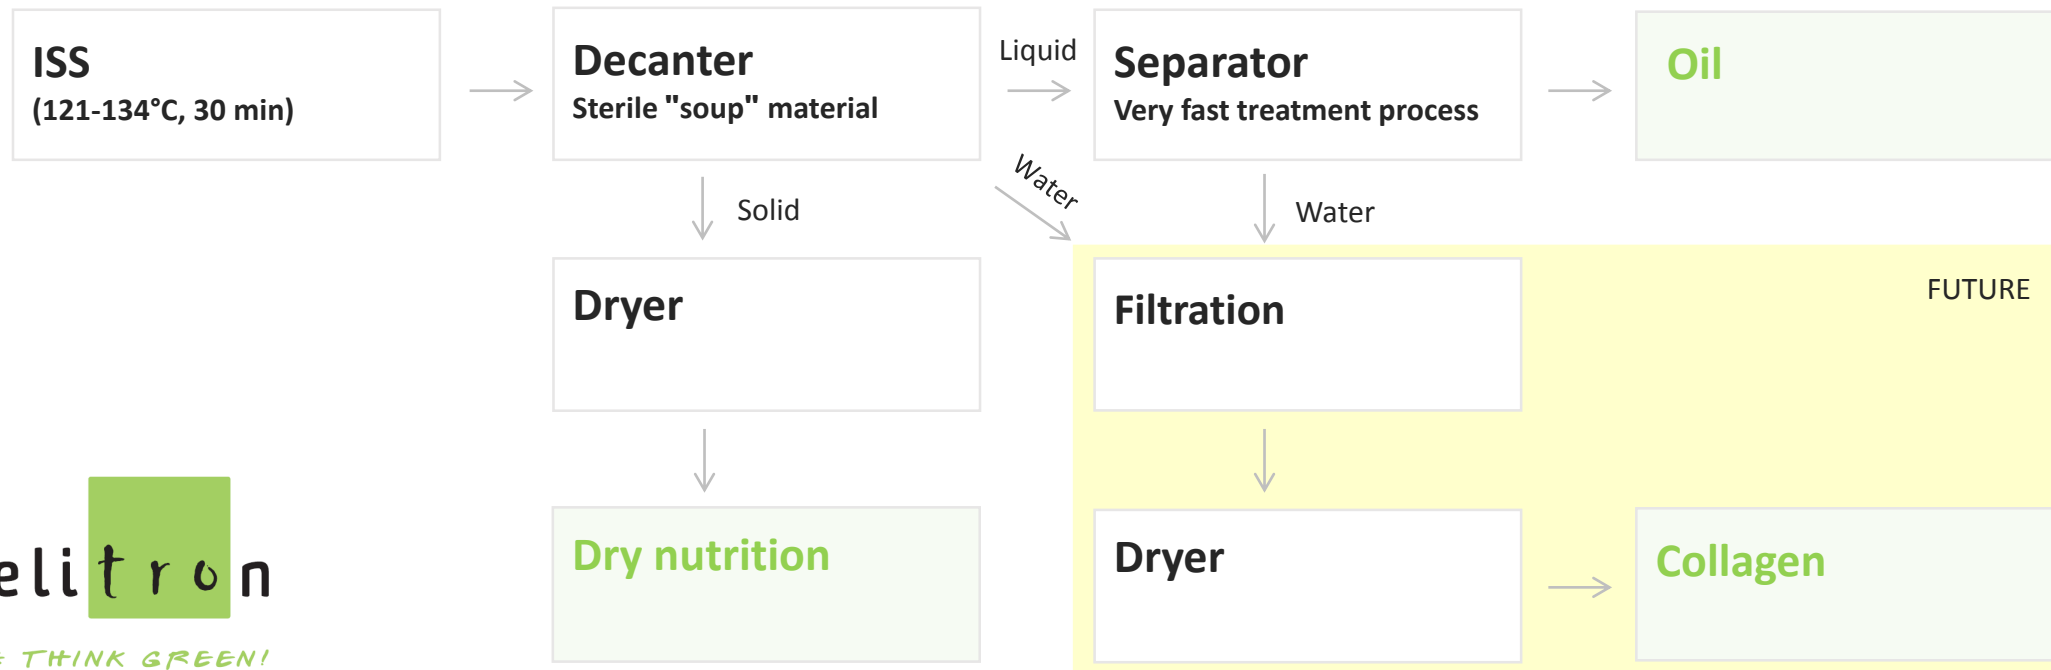 ISS
(121-134°C, 30 min)
Decanter
Sterile "soup" material
Liquid
Separator
Very fast treatment process
Oil
Solid
Water
Water
Dryer
Filtration
FUTURE
Dry nutrition
Dryer
Collagen
elitron
THINK GREEN!